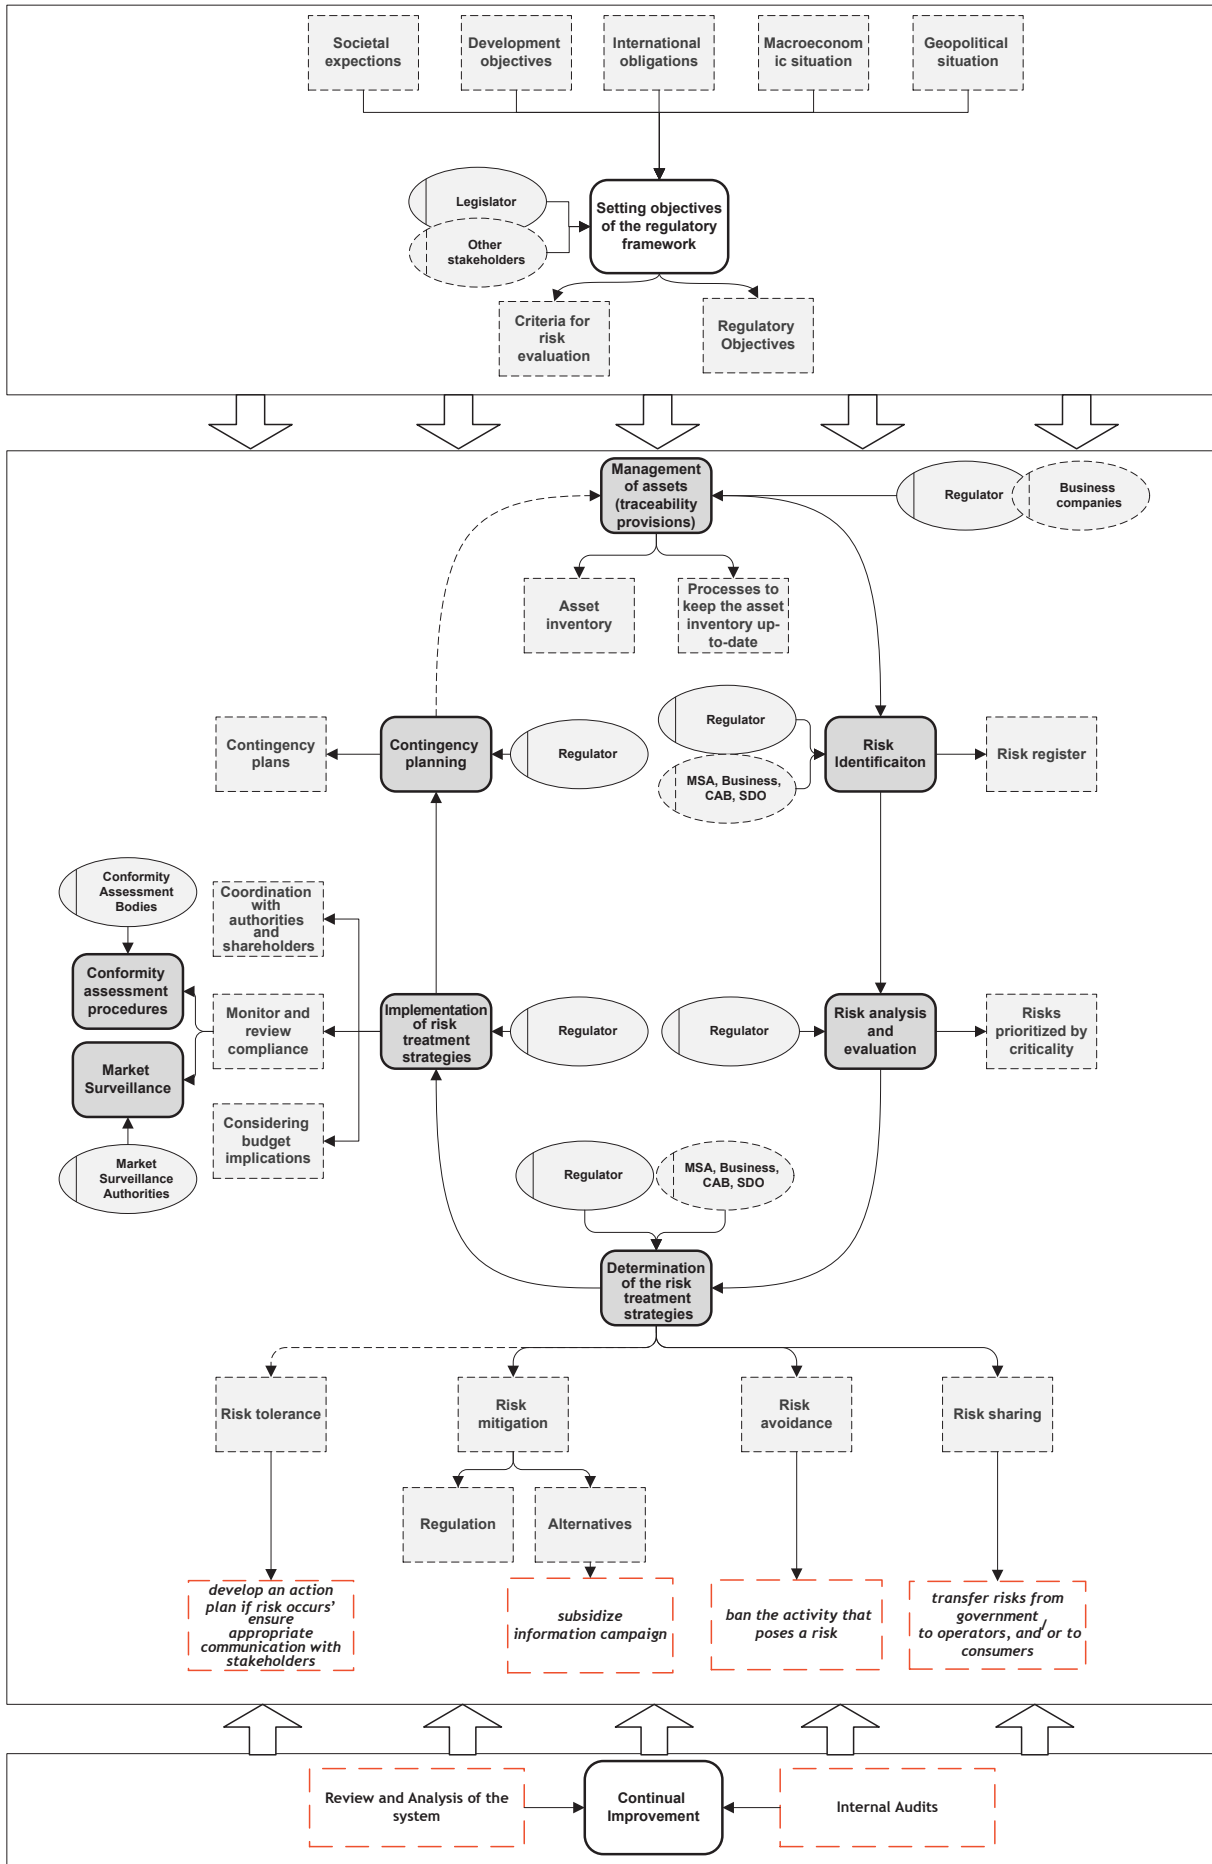 Societal
expections
Development
objectives
International
obligations
Macroeconom
ic situation
Geopolitical
situation
Legislator
Other
stakeholders
Setting objectives
of the regulatory
framework
Criteria for
risk
evaluation
Regulatory
Objectives
Management
of assets
(traceability
provisions)
Regulator
Business
companies
Asset
inventory
Processes to
keep the asset
inventory up-
to-date
Contingency
plans
Contingency
planning
Regulator
Regulator
MSA, Business,
CAB, SDO
Risk
Identificaiton
Risk register
Conformity
Assessment
Bodies
Coordination
with
authorities
and
shareholders
Conformity
assessment
procedures
Monitor and
review
compliance
Implementation
of risk
treatment
strategies
Regulator
Regulator
Risk analysis
and
evaluation
Risks
prioritized by
criticality
Market
Surveillance
Considering
budget
implications
Market
Surveillance
Authorities
Regulator
MSA, Business,
CAB, SDO
Determination
of the risk
treatment
strategies
Risk tolerance
Risk
mitigation
Risk
avoidance
Risk sharing
Regulation
Alternatives
develop an action
plan if risk occurs’
ensure
appropriate
communication with
stakeholders
subsidize
information campaign
ban the activity that
poses a risk
transfer risks from
government
to operators, and/or to
consumers
Review and Analysis of the
system
Continual
Improvement
Internal Audits